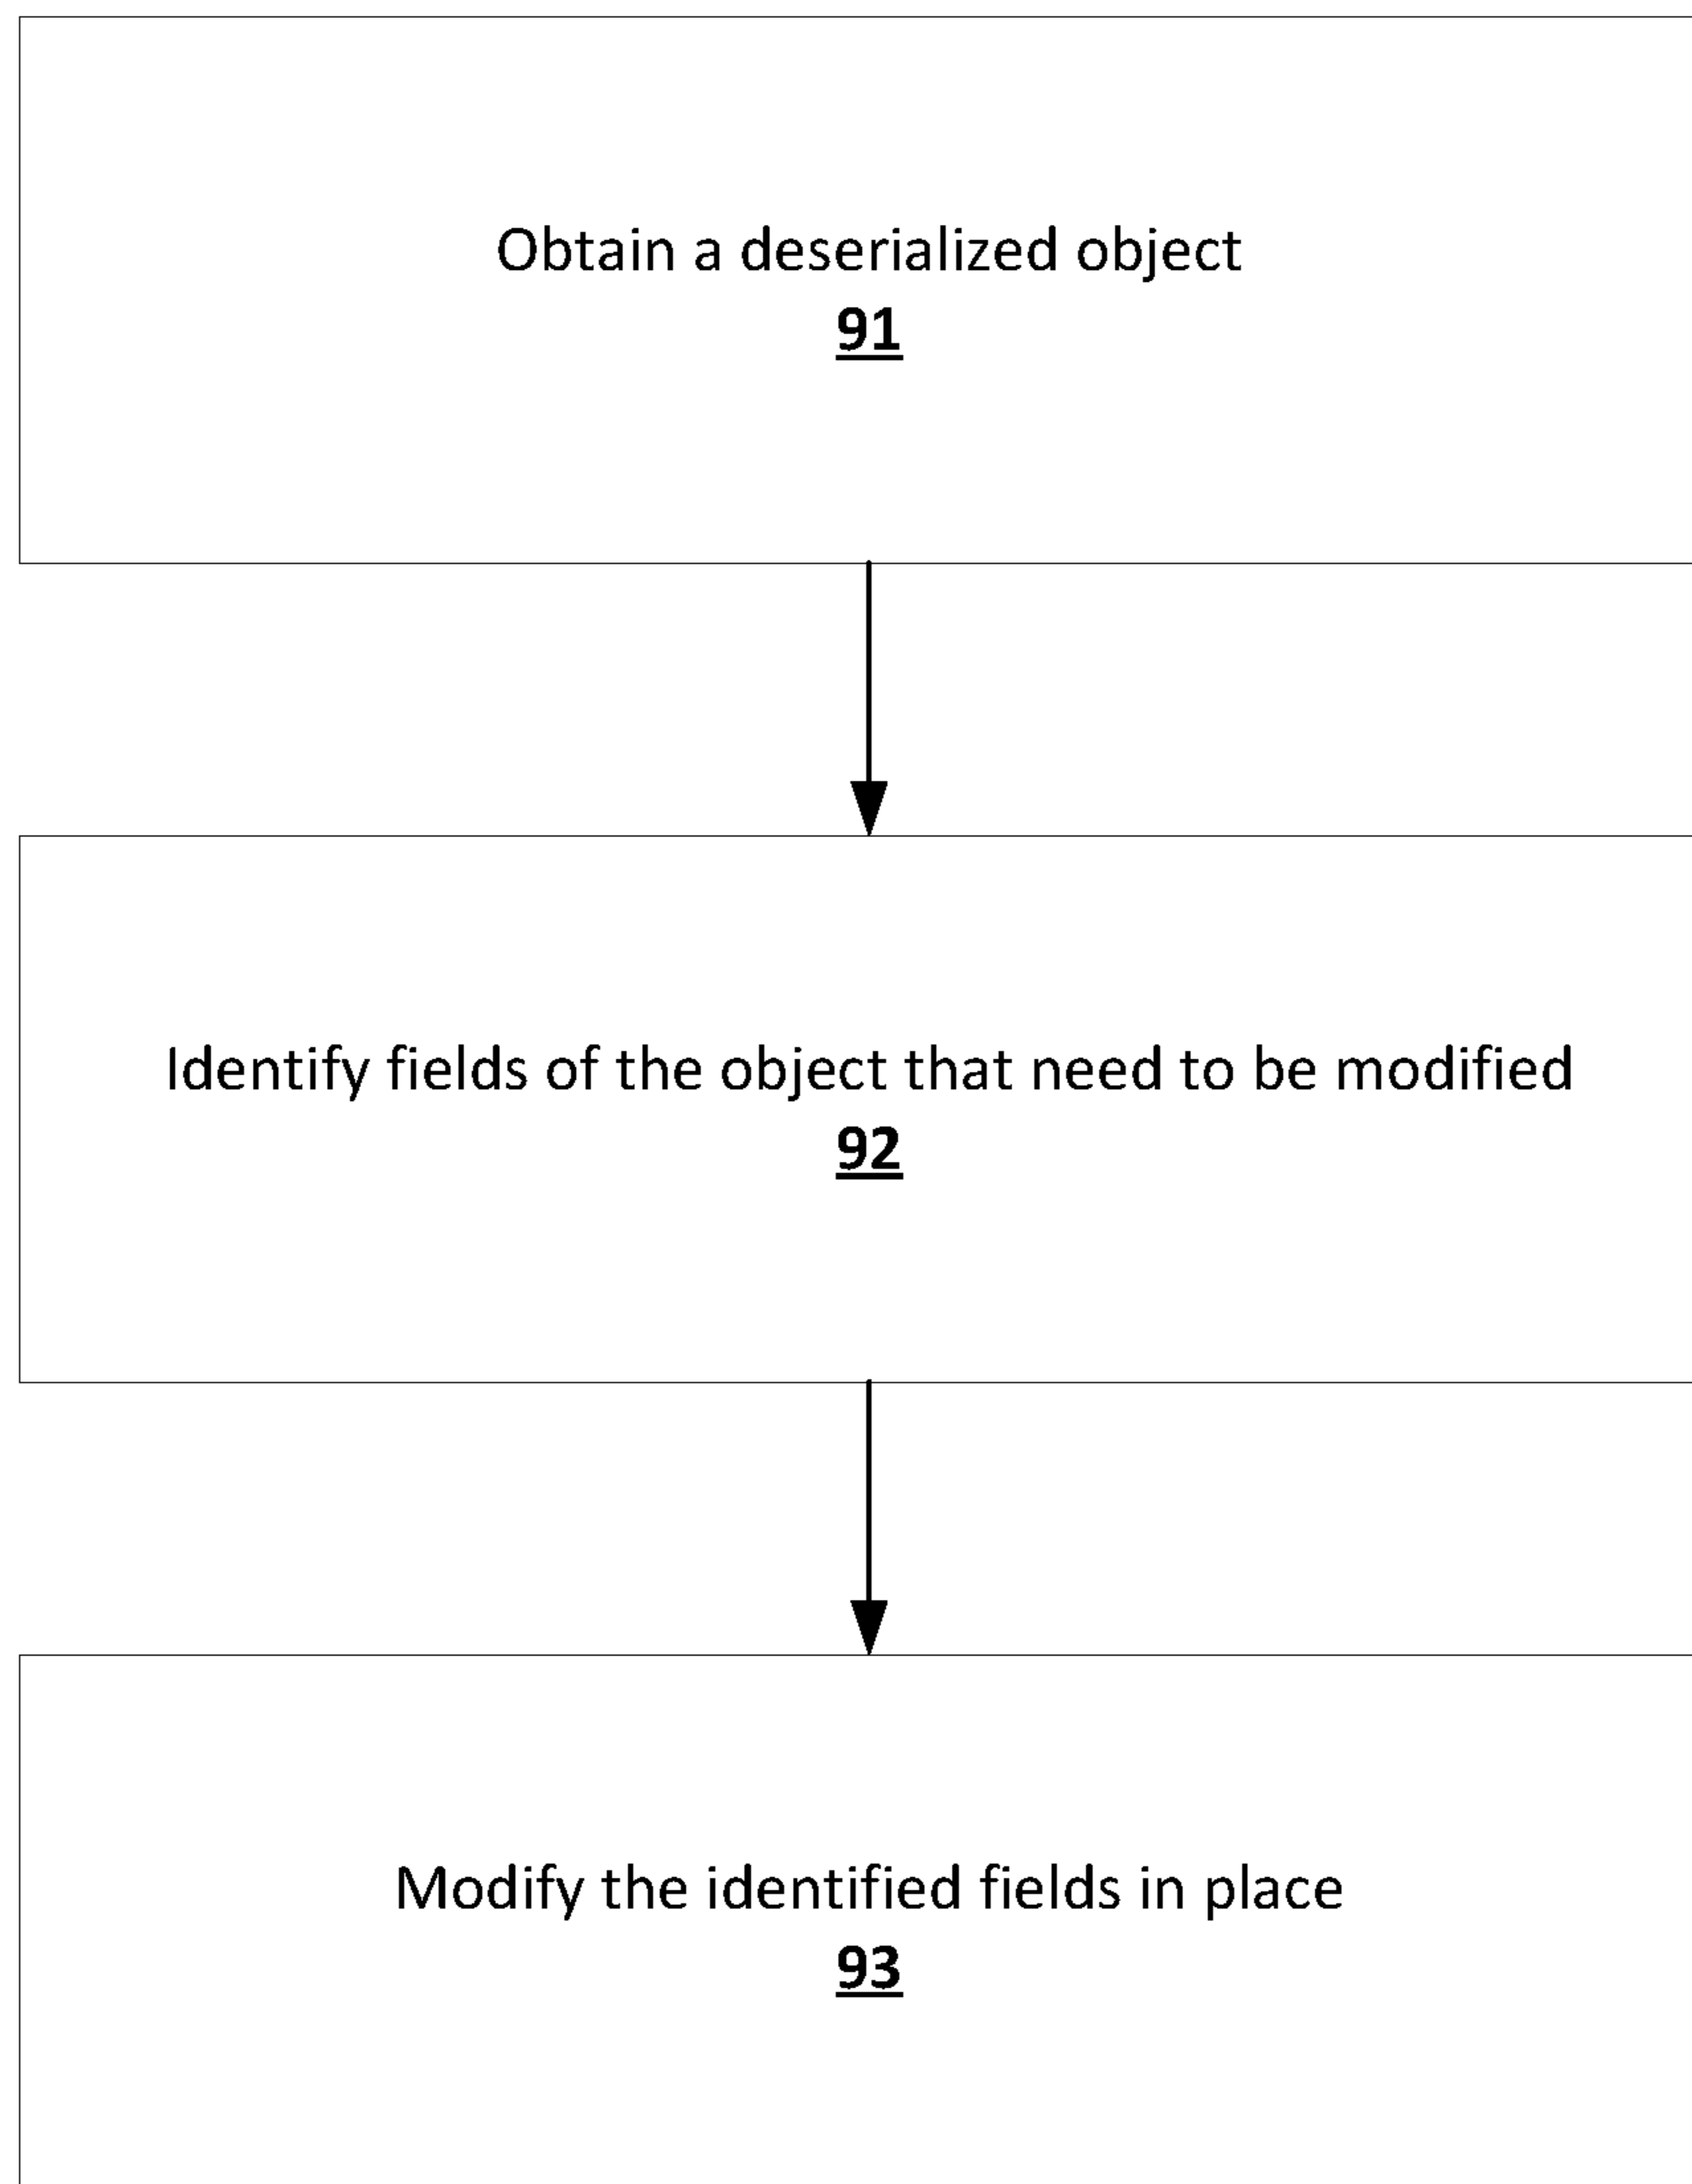 Obtain a deserialized object
91
Identify fields of the object that need to be modified
92
Modify the identified fields in place
93